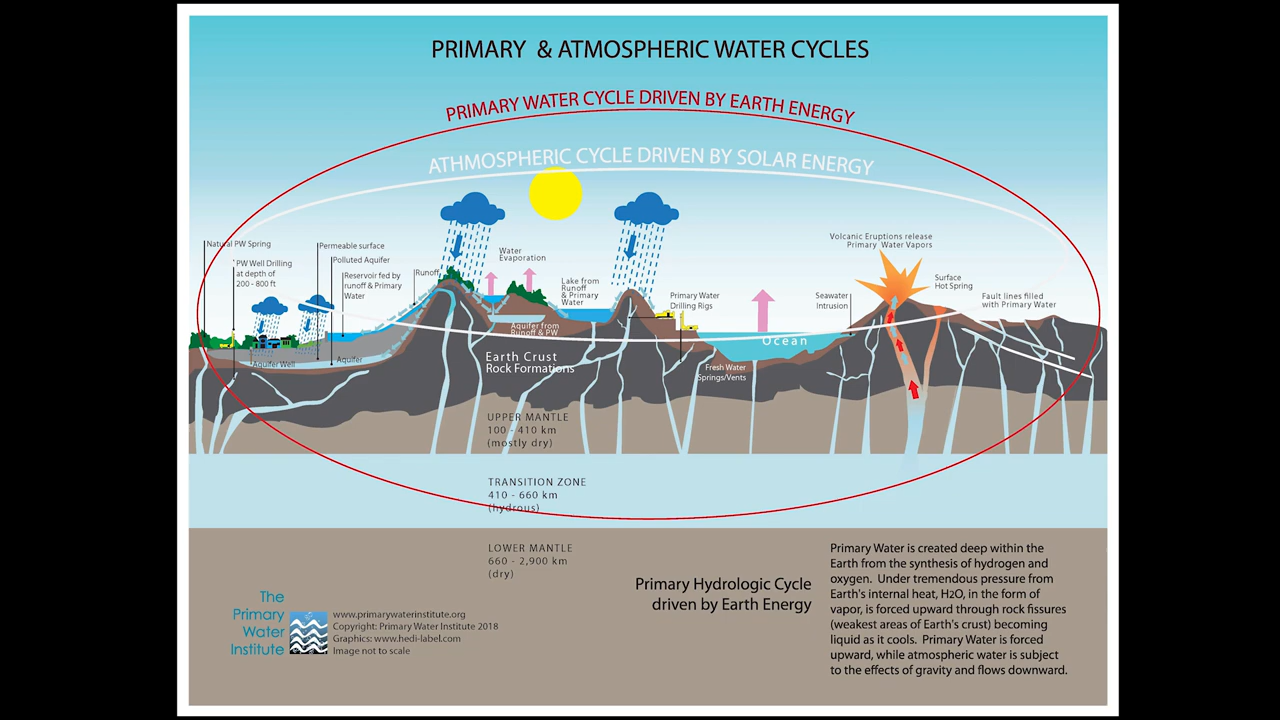 PRIMARY & ATMOSPHERIC WATER CYCLES
PRIMARY WATER CYCLE DRIVEN BY EARTH ENERGY
ATHMOSPHERIC CYCLE DRIVEN BY SOLAR ENERGY
Natural PW Spring
PW Well Drilling
at depth of
200 - 800 ft
Permeable surface
Polluted Aquifer
Reservoir fed by
runoff & Primary
Water
Runoff
Water
Evaporation
Lake from
Runoff
& Primary
Water
Primary Water
Drilling Rigs
Volcanic Eruptions release
Primary Water Vapors
Seawater
Intrusion
Surface
Hot Spring
Fault lines filled
with Primary Water
Aquifer from
Runoff & PW
Ocean
Aquifer Well
Aquifer
Earth Crust
Rock Formations
Fresh Water
Springs/Vents
UPPER MANTLE
100 - 410 km
(mostly dry)
TRANSITION ZONE
410 - 660 km
(hydrous)
LOWER MANTLE
660 - 2,900 km
(dry)
Primary Hydrologic Cycle
driven by Earth Energy
Primary Water is created deep within the
Earth from the synthesis of hydrogen and
oxygen. Under tremendous pressure from
Earth's internal heat, H2O, in the form of
vapor, is forced upward through rock fissures
(weakest areas of Earth's crust) becoming
liquid as it cools. Primary Water is forced
upward, while atmospheric water is subject
to the effects of gravity and flows downward.
The
Primary
Water
Institute
www.primarywaterinstitute.org
Copyright: Primary Water Institute 2018
Graphics: www.hedi-label.com
Image not to scale